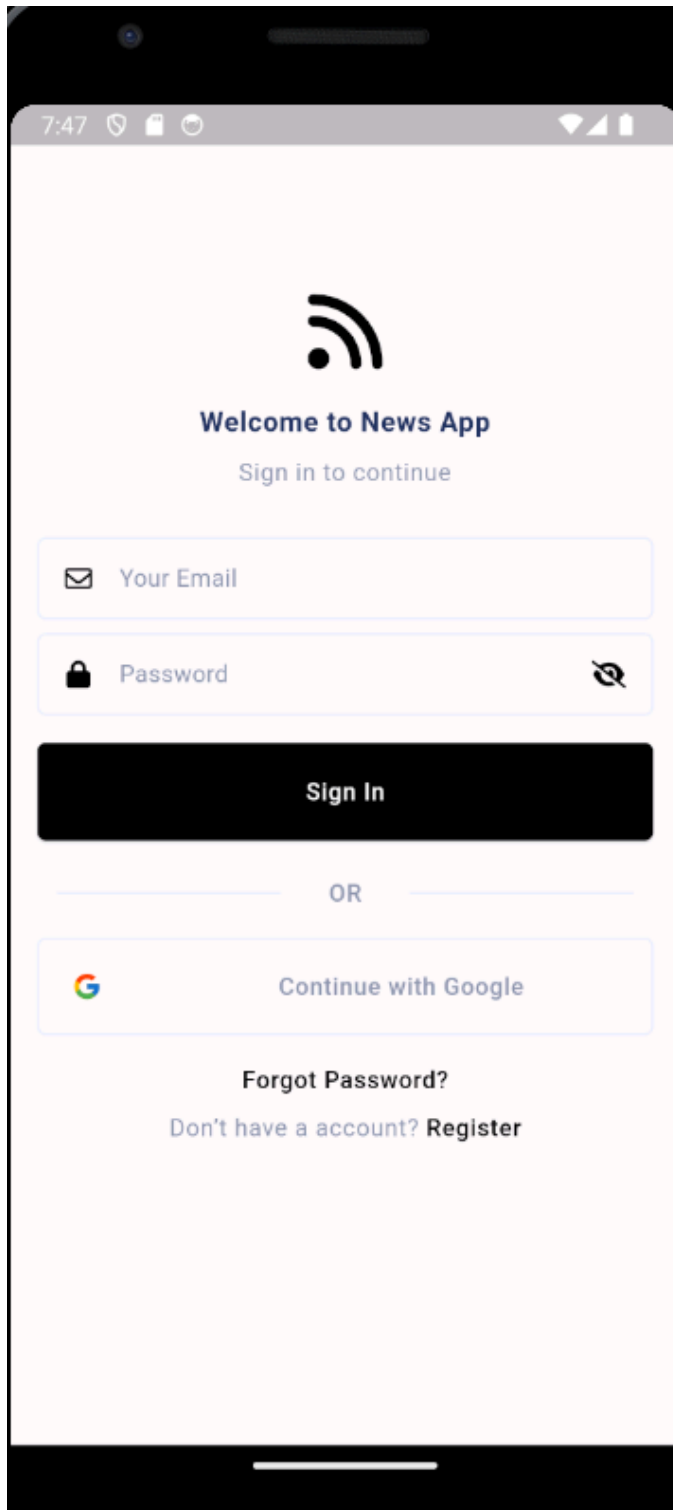 7:47
Welcome to News App
Sign in to continue
Your Email
Password
Sign In
OR
Continue with Google
Forgot Password?
Don't have a account? Register